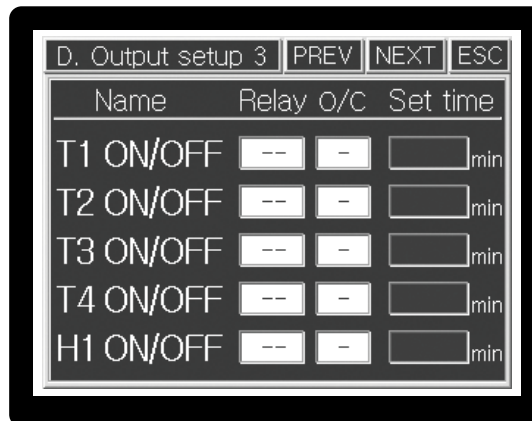 D. Output setup 3 PREV NEXT ESC
Name Relay O/C Set time
T1 ON/OFF -- - min
T2 ON/OFF -- - min
T3 ON/OFF -- - min
T4 ON/OFF -- - min
H1 ON/OFF -- - min